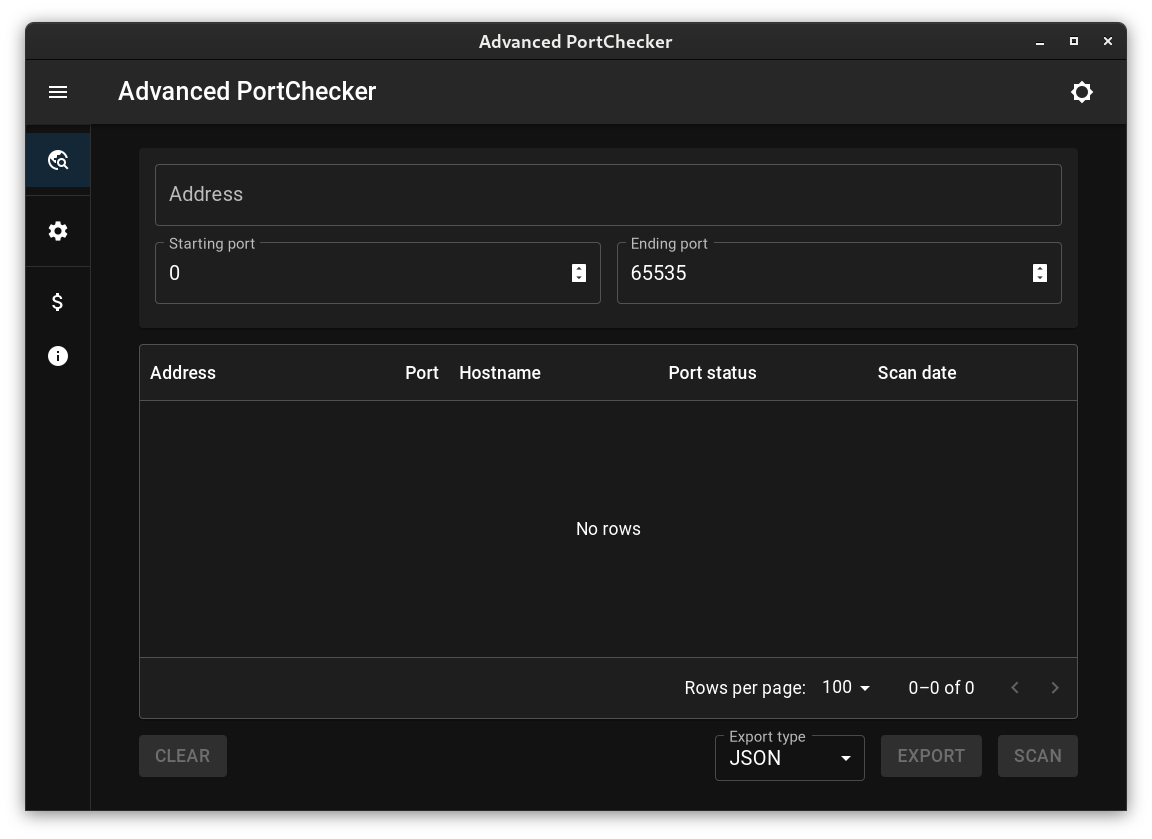 Advanced PortChecker
Advanced PortChecker
Address
Starting port
0
Ending port
65535
Address Port Hostname Port status Scan date
No rows
Rows per page: 100 0–0 of 0
CLEAR
Export type
JSON
EXPORT
SCAN